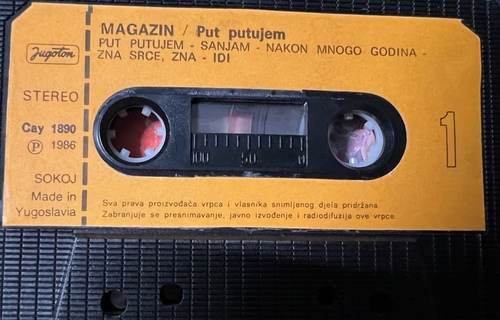 Jugoton
MAGAZIN / Put putujem
PUT PUTUJEM - SANJAM - NAKON MNOGO GODINA -
ZNA SRCE, ZNA - IDI
STEREO
Cay 1890
Ⓟ 1986
SOKOJ
Made in
Yugoslavia
100 50 0
1
Sva prava proizvođača vrpca i vlasnika snimljenog djela pridržana.
Zabranjuje se presnimavanje, javno izvođenje i radiodifuzija ove vrpce.